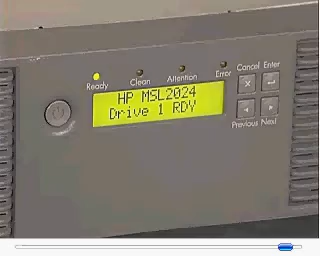 Cancel Enter
Ready Clean Attention Error
HP MSL2024
Drive 1 RDY
Previous Next